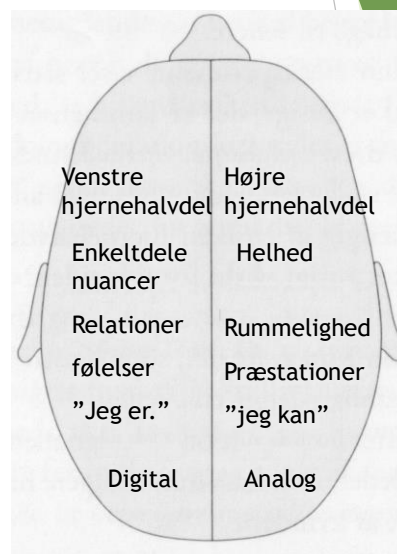 Venstre
hjernehalvdel
Enkeltdele
nuancer
Relationer
følelser
”Jeg er.”
Digital
Højre
hjernehalvdel
Helhed
Rummelighed
Præstationer
”jeg kan”
Analog